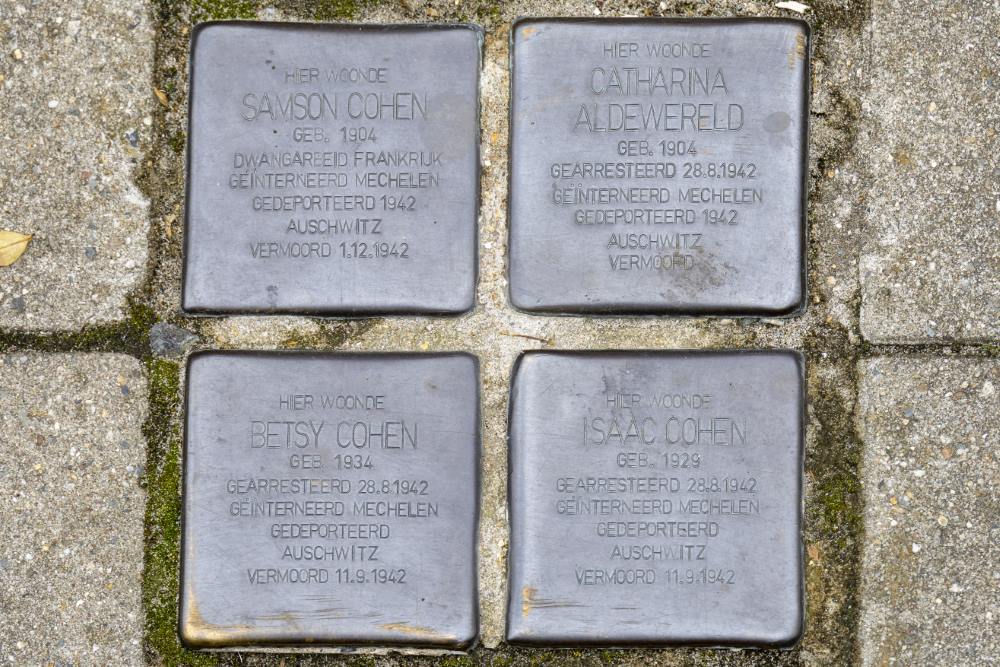 HIER WOONDE
SAMSON COHEN
GEB. 1904
DWANGARBEID FRANKRIJK
GEÏNTERNEERD MECHELEN
GEDEPORTEERD 1942
AUSCHWITZ
VERMOORD 1.12.1942
HIER WOONDE
CATHARINA
ALDEWERELD
GEB. 1904
GEARRESTEERD 28.8.1942
GEÏNTERNEERD MECHELEN
GEDEPORTEERD 1942
AUSCHWITZ
VERMOORD
HIER WOONDE
BETSY COHEN
GEB. 1934
GEARRESTEERD 28.8.1942
GEÏNTERNEERD MECHELEN
GEDEPORTEERD
AUSCHWITZ
VERMOORD 11.9.1942
HIER WOONDE
ISAAC COHEN
GEB. 1929
GEARRESTEERD 28.8.1942
GEÏNTERNEERD MECHELEN
GEDEPORTEERD
AUSCHWITZ
VERMOORD 11.9.1942